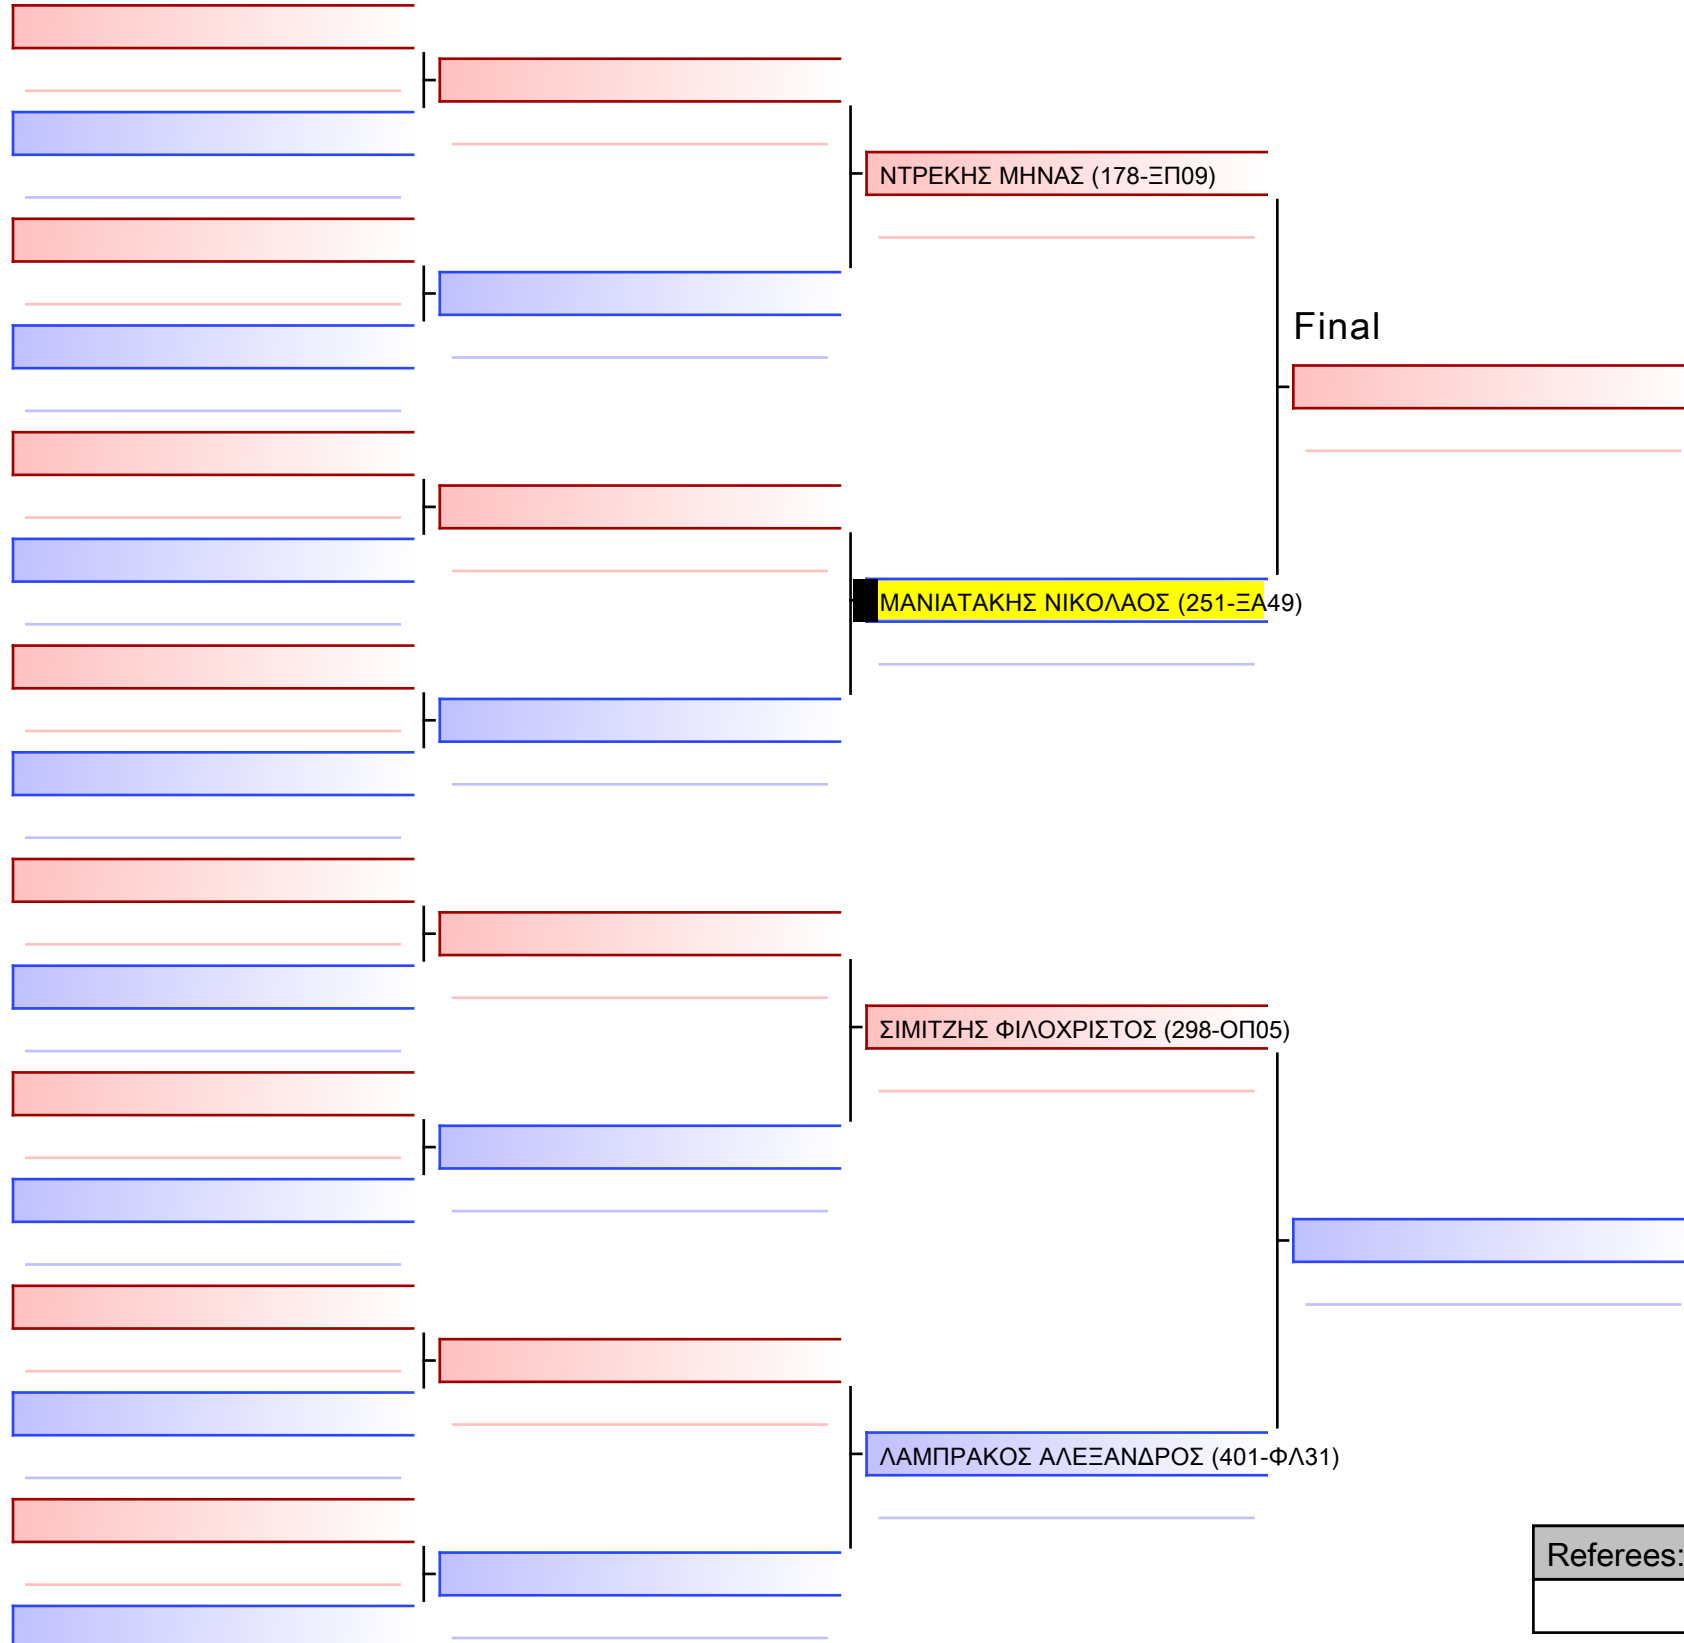 ΝΤΡΕΚΗΣ ΜΗΝΑΣ (178-ΞΠ09)
Final
ΜΑΝΙΑΤΑΚΗΣ ΝΙΚΟΛΑΟΣ (251-ΞΑ49)
ΣΙΜΙΤΖΗΣ ΦΙΛΟΧΡΙΣΤΟΣ (298-ΟΠ05)
ΛΑΜΠΡΑΚΟΣ ΑΛΕΞΑΝΔΡΟΣ (401-ΦΛ31)
Referees: